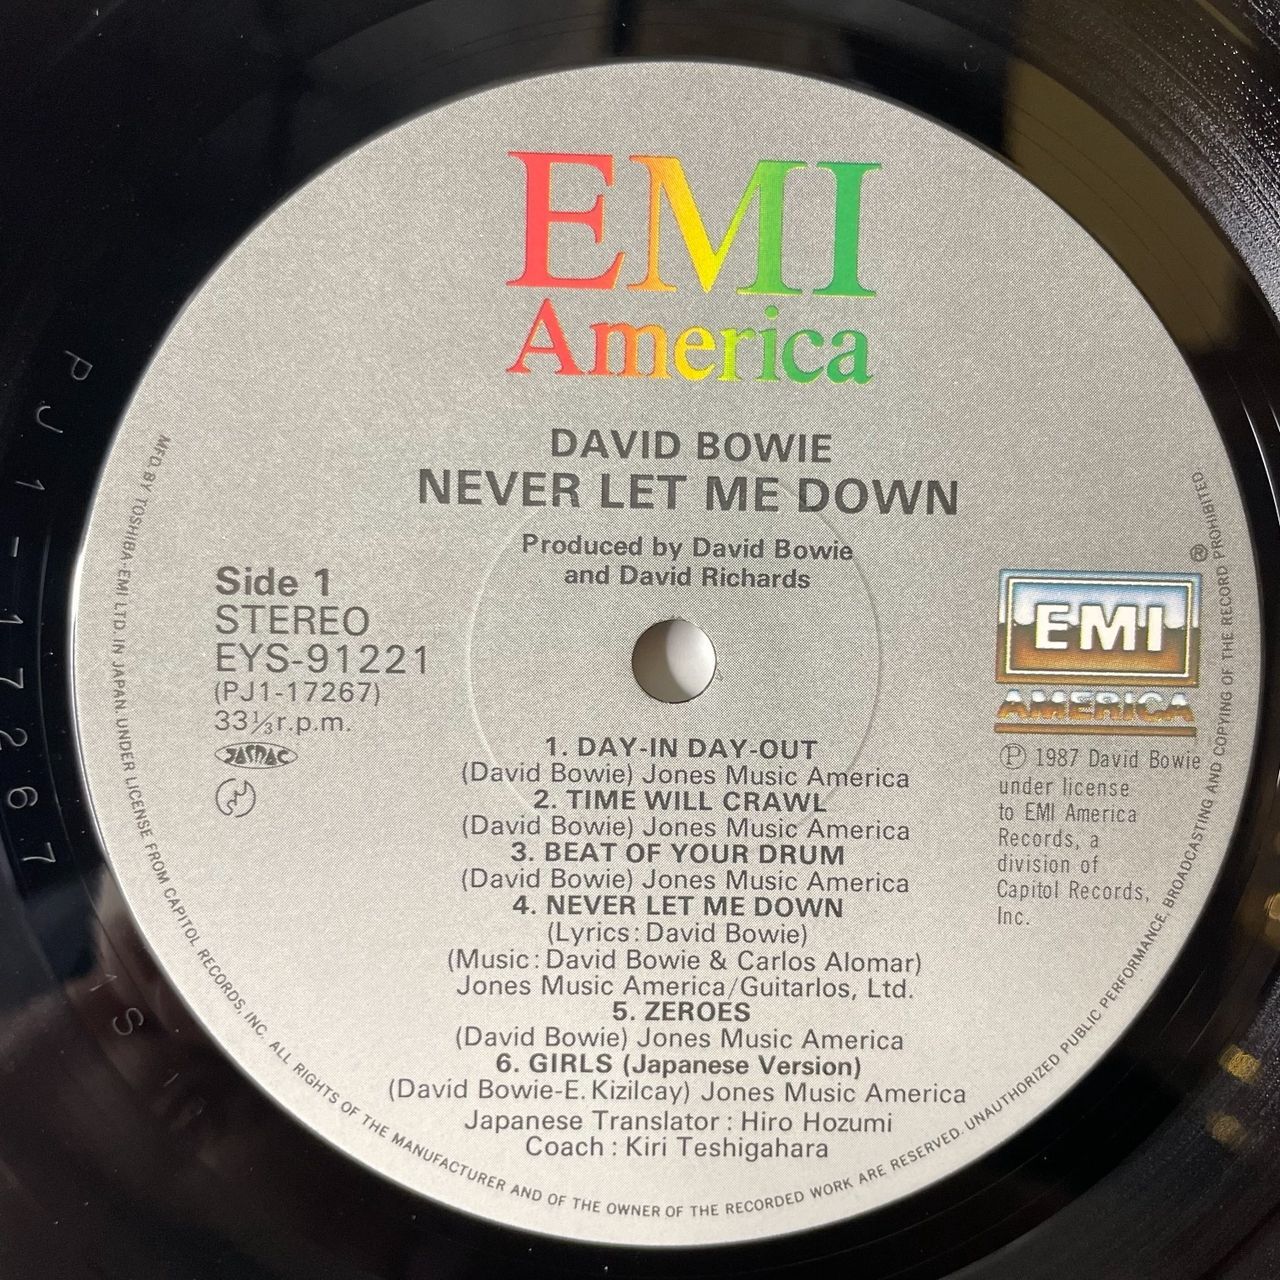 EMI
America
DAVID BOWIE
NEVER LET ME DOWN
Produced by David Bowie
and David Richards
Side 1
STEREO
EYS-91221
(PJ1-17267)
33⅓r.p.m.
JASRAC
EMI
AMERICA
Ⓟ 1987 David Bowie
under license
to EMI America
Records, a
division of
Capitol Records,
Inc.
1. DAY-IN DAY-OUT
(David Bowie) Jones Music America
2. TIME WILL CRAWL
(David Bowie) Jones Music America
3. BEAT OF YOUR DRUM
(David Bowie) Jones Music America
4. NEVER LET ME DOWN
(Lyrics: David Bowie)
(Music: David Bowie & Carlos Alomar)
Jones Music America/Guitarlos, Ltd.
5. ZEROES
(David Bowie) Jones Music America
6. GIRLS (Japanese Version)
(David Bowie-E. Kizilcay) Jones Music America
Japanese Translator: Hiro Hozumi
Coach: Kiri Teshigahara
MFD. BY TOSHIBA-EMI LTD. IN JAPAN UNDER LICENSE FROM CAPITOL RECORDS, INC. ALL RIGHTS OF THE MANUFACTURER AND OF THE OWNER OF THE RECORDED WORK ARE RESERVED. UNAUTHORIZED PUBLIC PERFORMANCE, BROADCASTING AND COPYING OF THE RECORD PROHIBITED.
PJ1-17267
1S